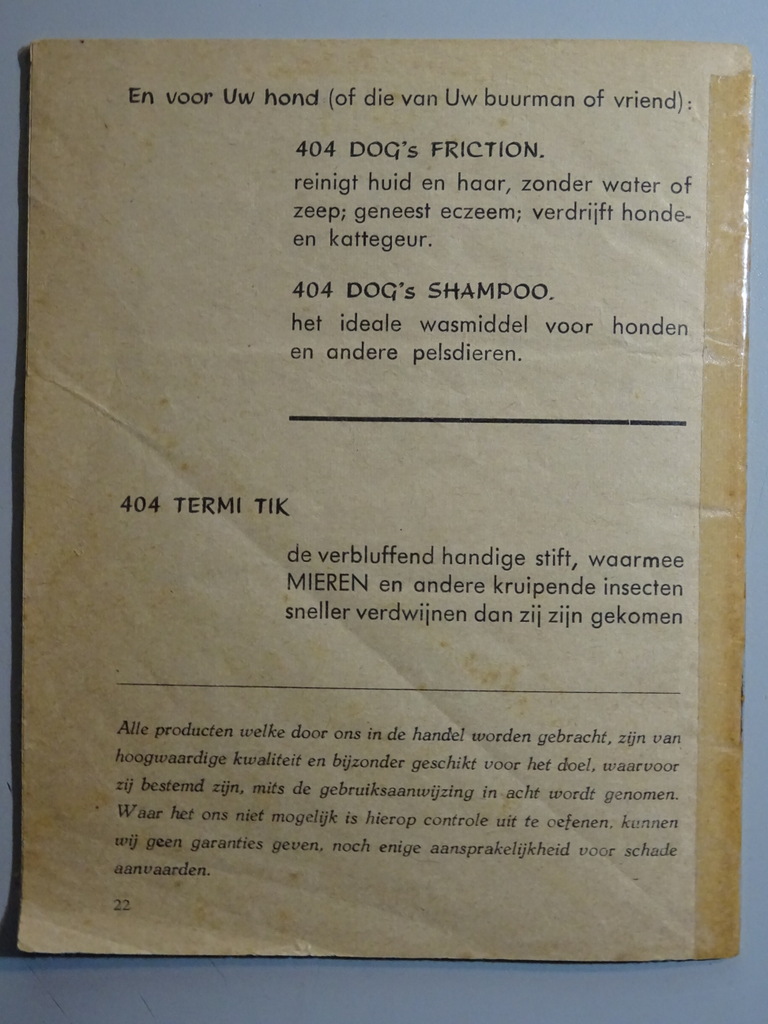 En voor Uw hond (of die van Uw buurman of vriend):
404 DOG's FRICTION.
reinigt huid en haar, zonder water of
zeep; geneest eczeem; verdrijft honde-
en kattegeur.
404 DOG's SHAMPOO.
het ideale wasmiddel voor honden
en andere pelsdieren.
404 TERMI TIK
de verbluffend handige stift, waarmee
MIEREN en andere kruipende insecten
sneller verdwijnen dan zij zijn gekomen
Alle producten welke door ons in de handel worden gebracht, zijn van
hoogwaardige kwaliteit en bijzonder geschikt voor het doel, waarvoor
zij bestemd zijn, mits de gebruiksaanwijzing in acht wordt genomen.
Waar het ons niet mogelijk is hierop controle uit te oefenen, kunnen
wij geen garanties geven, noch enige aansprakelijkheid voor schade
aanvaarden.
22